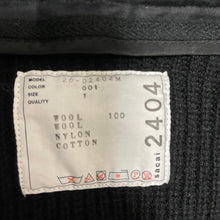 MODEL 20-02404M
COLOR 001
SIZE 1
QUALITY
WOOL 100
WOOL
NYLON
COTTON
sacai 2404